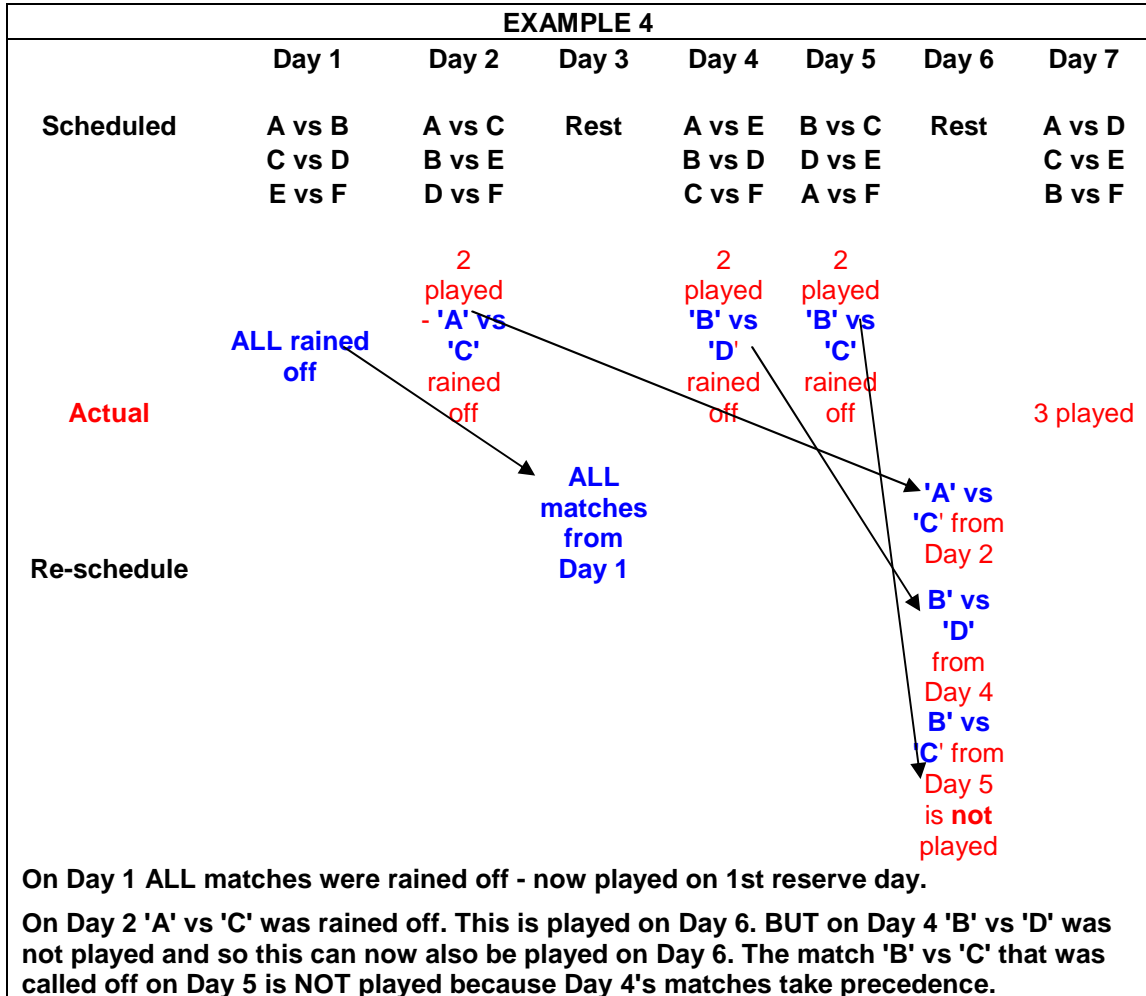 EXAMPLE 4
Day 1 Day 2 Day 3 Day 4 Day 5 Day 6 Day 7
Scheduled A vs B A vs C Rest A vs E B vs C Rest A vs D
C vs D B vs E B vs D D vs E C vs E
E vs F D vs F C vs F A vs F B vs F
2 2 2
played played played
- 'A' vs 'B' vs 'B' vs
ALL rained 'C' 'D' 'C'
off rained rained rained
Actual off off off 3 played
ALL
matches
from
Day 1
'A' vs
'C' from
Day 2
Re-schedule
B' vs
'D'
from
Day 4
B' vs
'C' from
Day 5
is not
played
On Day 1 ALL matches were rained off - now played on 1st reserve day.
On Day 2 'A' vs 'C' was rained off. This is played on Day 6. BUT on Day 4 'B' vs 'D' was
not played and so this can now also be played on Day 6. The match 'B' vs 'C' that was
called off on Day 5 is NOT played because Day 4's matches take precedence.